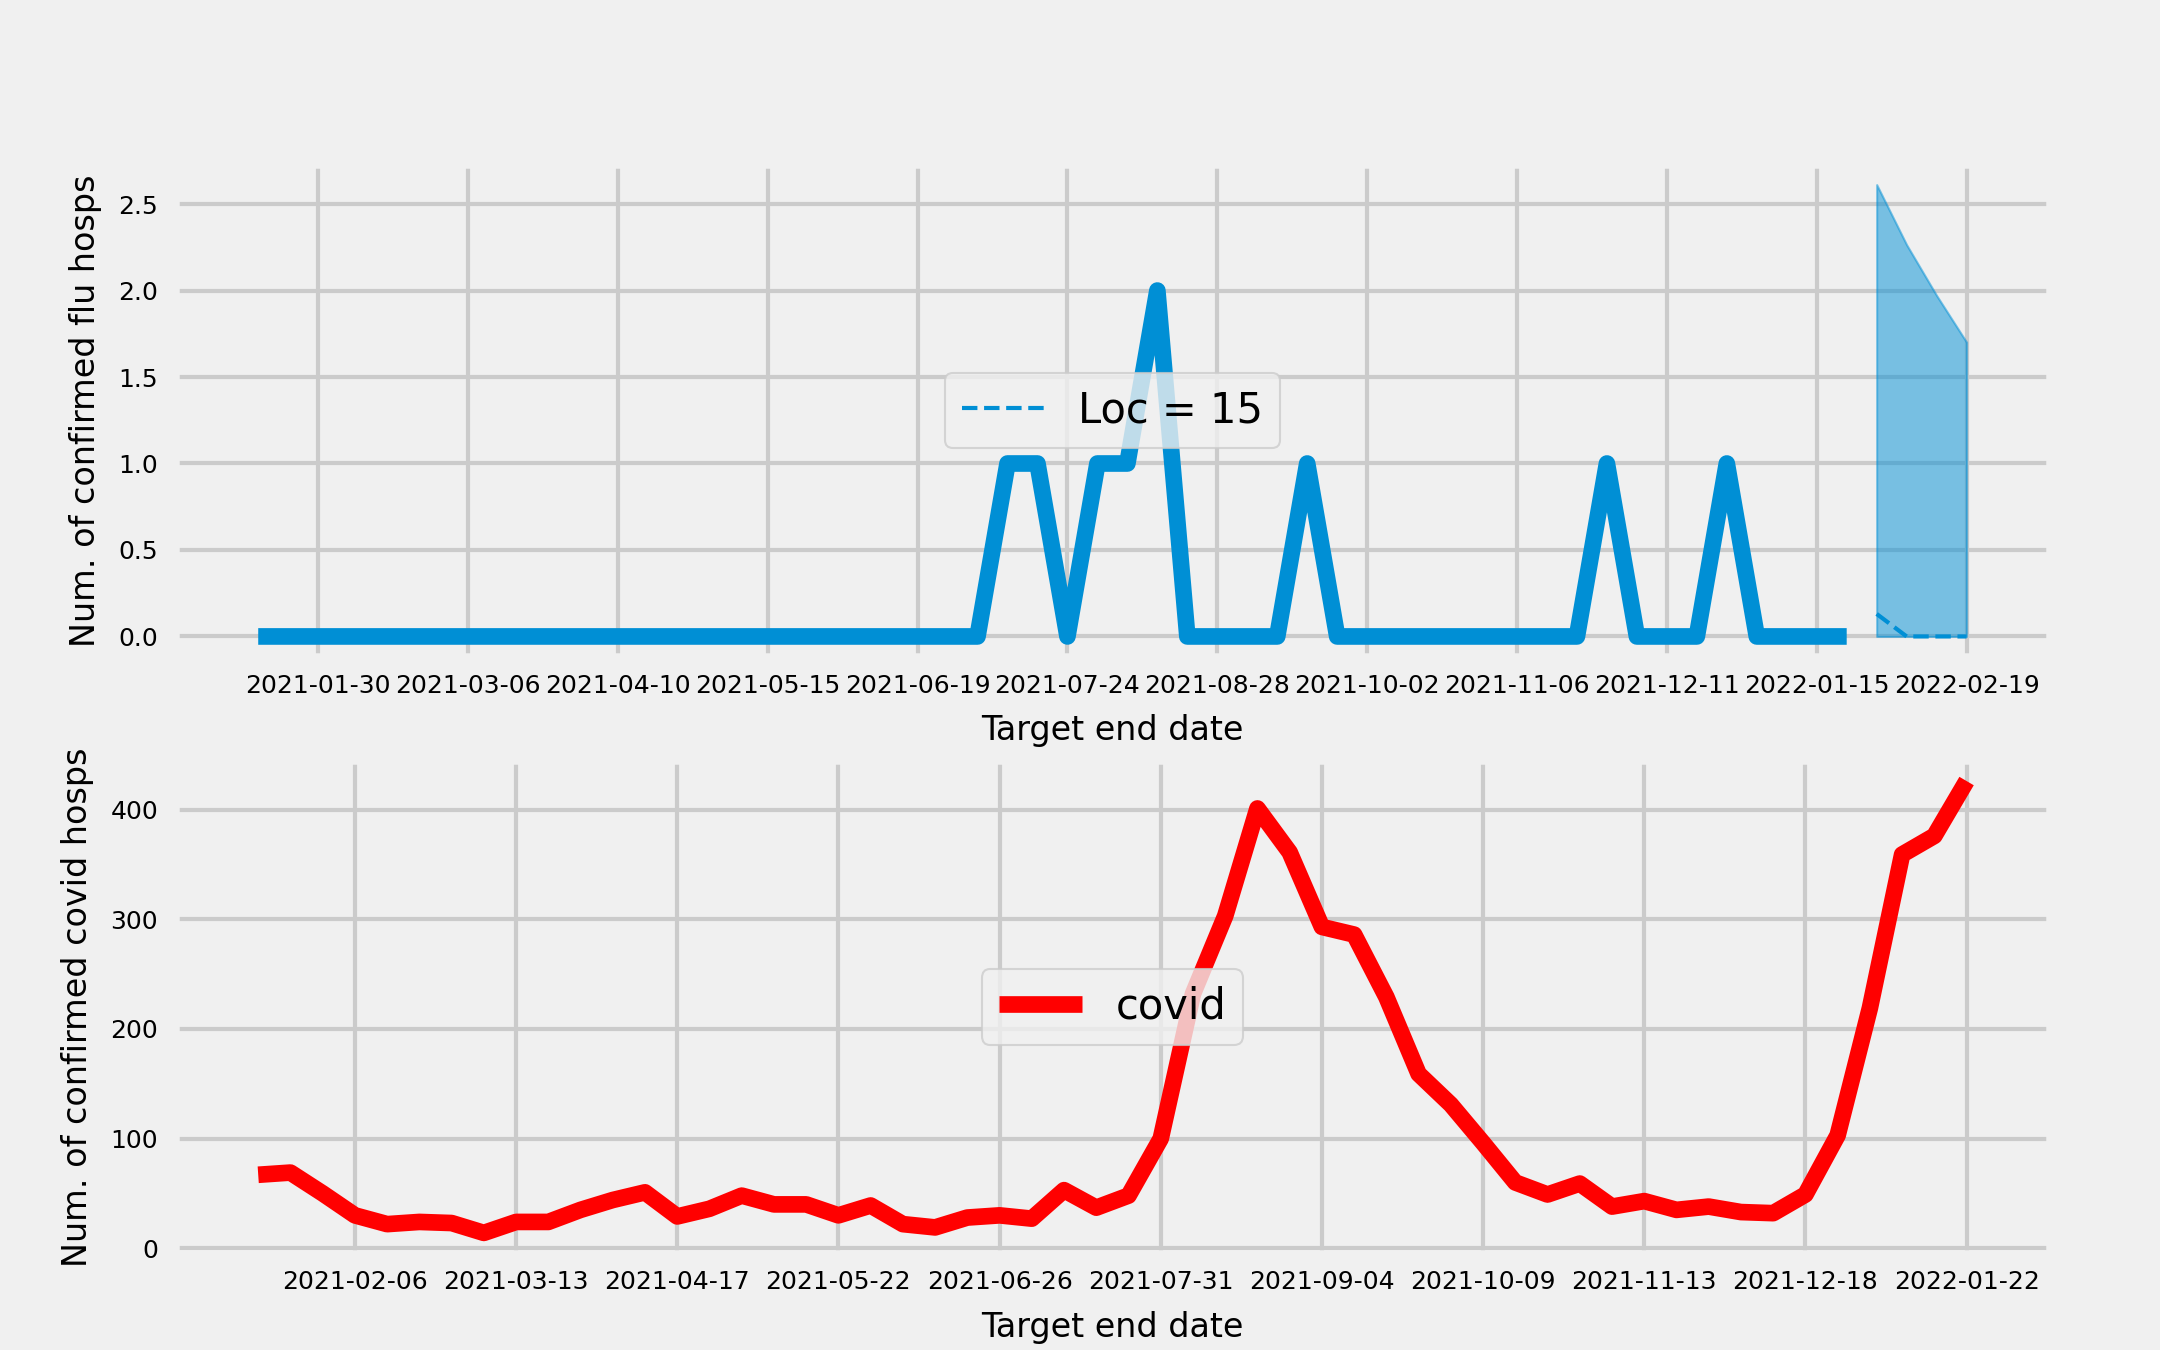 Num. of confirmed flu hosps
2.5
2.0
1.5
1.0
0.5
0.0
Loc = 15
2021-01-30 2021-03-06 2021-04-10 2021-05-15 2021-06-19 2021-07-24 2021-08-28 2021-10-02 2021-11-06 2021-12-11 2022-01-15 2022-02-19
Target end date
Num. of confirmed covid hosps
400
300
200
100
0
covid
2021-02-06 2021-03-13 2021-04-17 2021-05-22 2021-06-26 2021-07-31 2021-09-04 2021-10-09 2021-11-13 2021-12-18 2022-01-22
Target end date